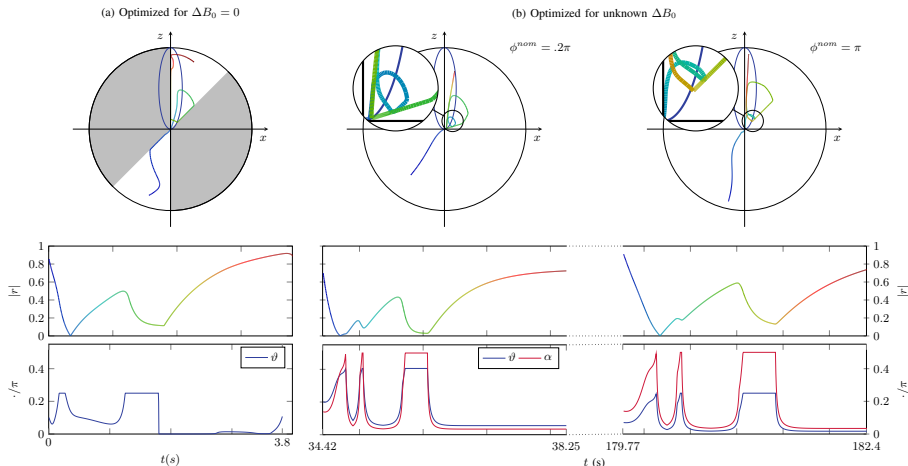 (a) Optimized for ΔB₀ = 0
(b) Optimized for unknown ΔB₀
z
x
z
x
ϕⁿᵒᵐ = .2π
z
x
ϕⁿᵒᵐ = π
|r|
1
0.8
0.6
0.4
0.2
0
1
0.8
0.6
0.4
0.2
0
|r|
·/π
0.4
0.2
0
ϑ
ϑ α
0.4
0.2
0
·/π
0 3.8
34.42 38.25
179.77 182.4
t(s)
t (s)